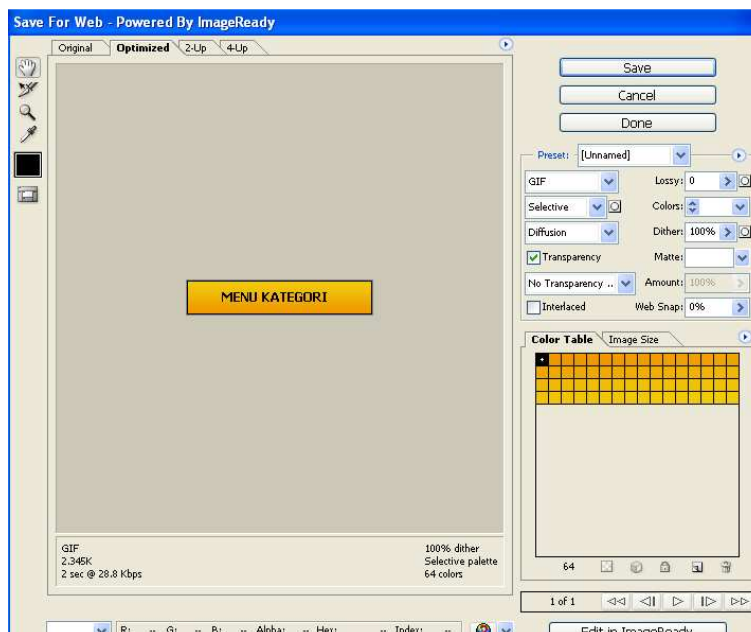 Save For Web - Powered By ImageReady
Original Optimized 2-Up 4-Up
Save
Cancel
Done
Preset: [Unnamed]
GIF Lossy: 0
Selective Colors:
Diffusion Dither: 100%
Transparency Matte:
No Transparency .. Amount: 100%
Interlaced Web Snap: 0%
MENU KATEGORI
Color Table Image Size
GIF 100% dither
2.345K Selective palette
2 sec @ 28.8 Kbps 64 colors
64
1 of 1
R: -- G: -- B: -- Alpha: -- Hex: -- Index: --
Edit in ImageReady